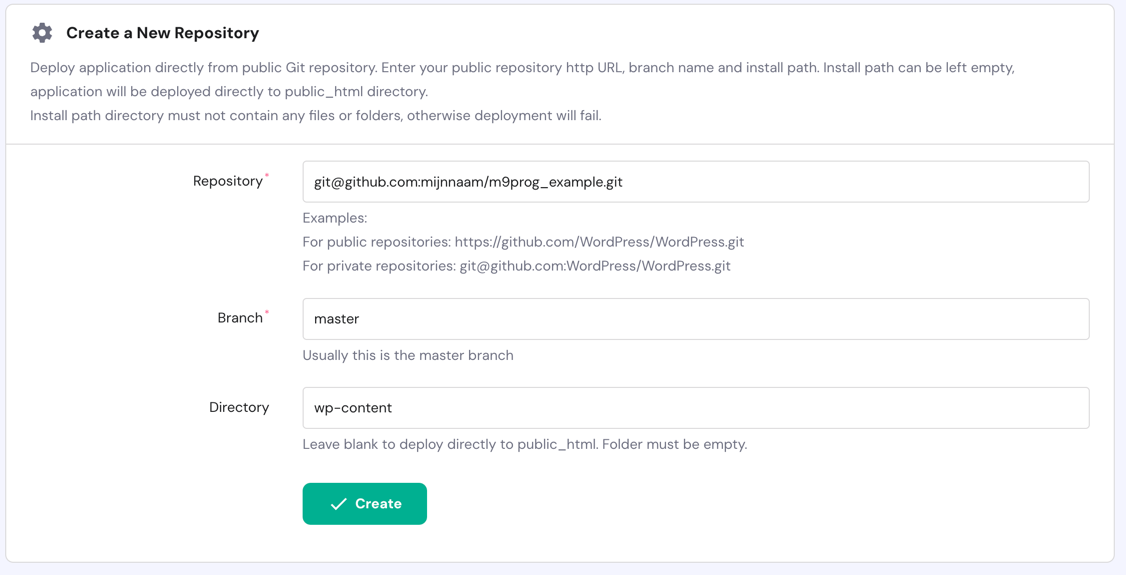 Create a New Repository
Deploy application directly from public Git repository. Enter your public repository http URL, branch name and install path. Install path can be left empty,
application will be deployed directly to public_html directory.
Install path directory must not contain any files or folders, otherwise deployment will fail.
Repository*
git@github.com:mijnnaam/m9prog_example.git
Examples:
For public repositories: https://github.com/WordPress/WordPress.git
For private repositories: git@github.com:WordPress/WordPress.git
Branch*
master
Usually this is the master branch
Directory
wp-content
Leave blank to deploy directly to public_html. Folder must be empty.
Create